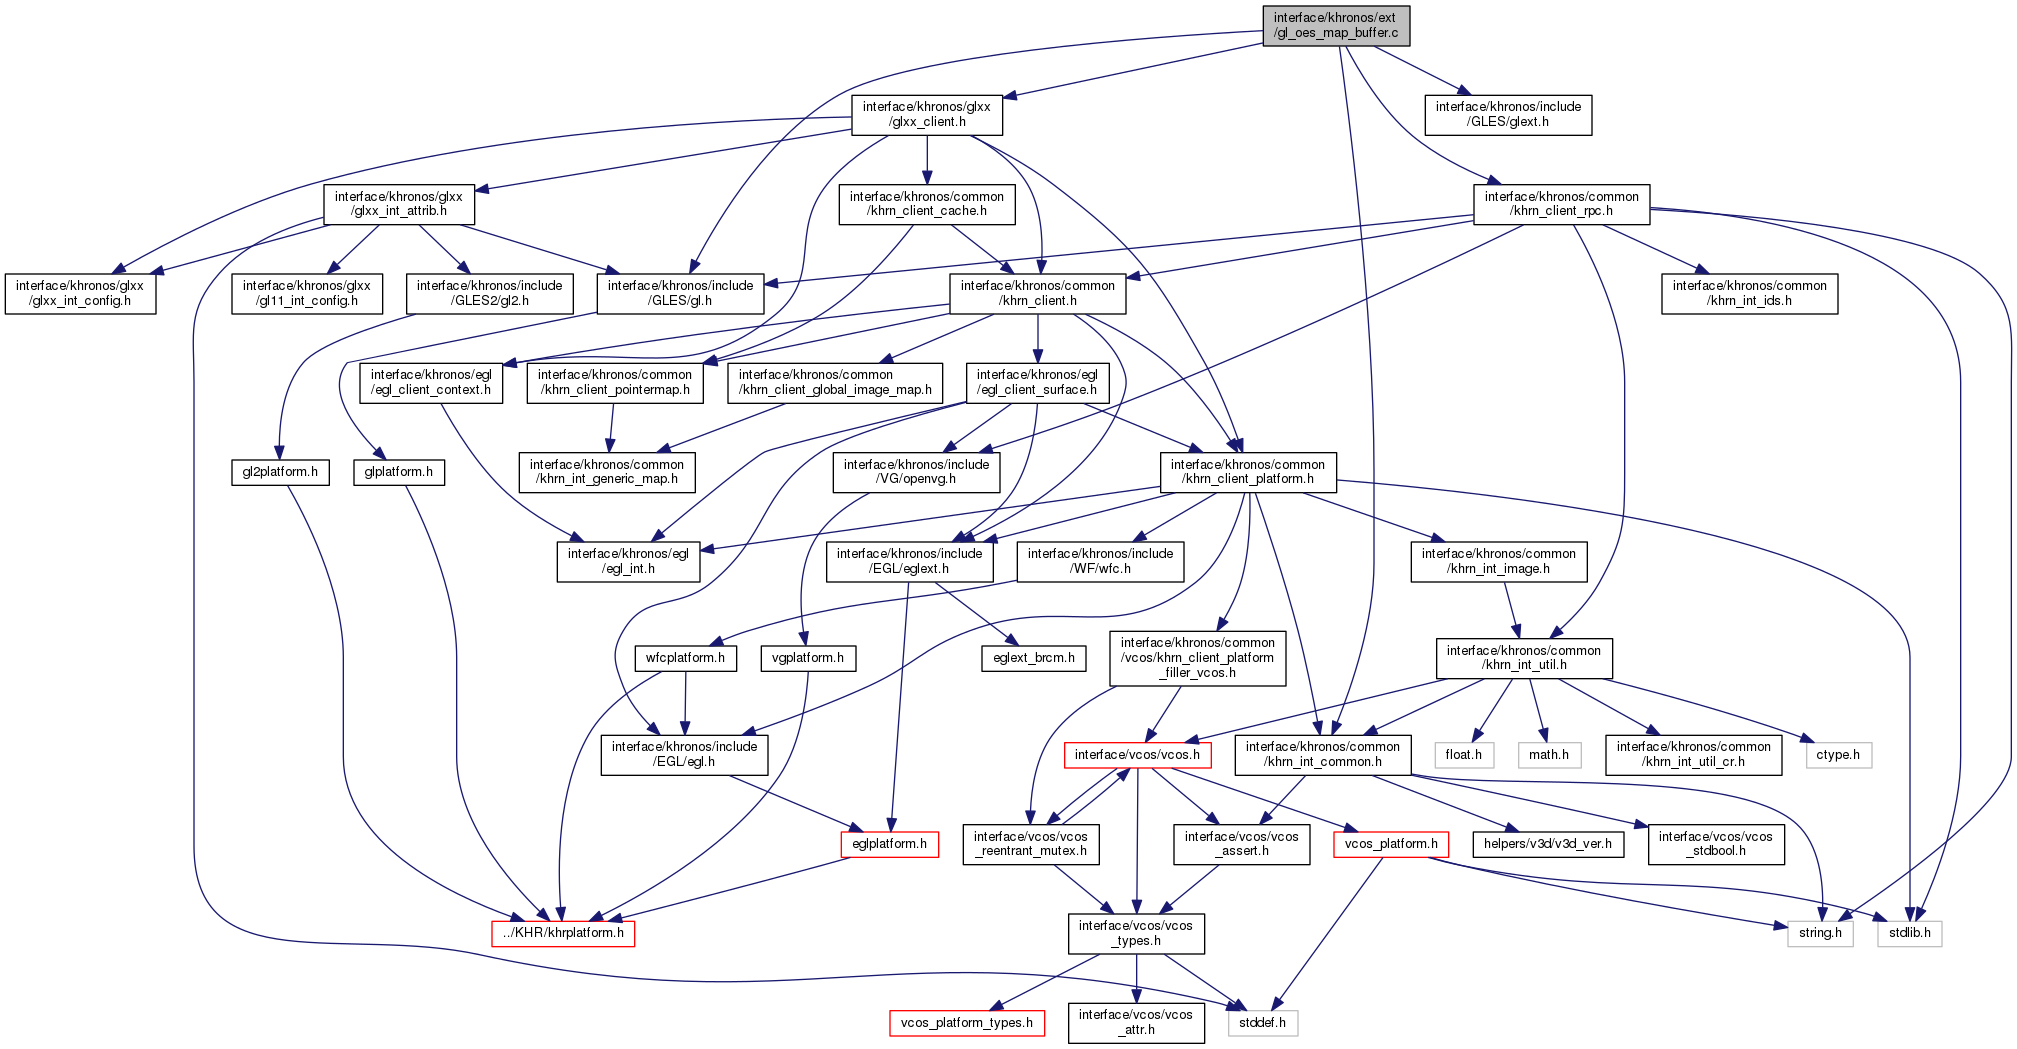 interface/khronos/ext
/gl_oes_map_buffer.c
interface/khronos/glxx
/glxx_client.h
interface/khronos/include
/GLES/glext.h
interface/khronos/glxx
/glxx_int_attrib.h
interface/khronos/common
/khrn_client_cache.h
interface/khronos/common
/khrn_client_rpc.h
interface/khronos/glxx
/glxx_int_config.h
interface/khronos/glxx
/gl11_int_config.h
interface/khronos/include
/GLES2/gl2.h
interface/khronos/include
/GLES/gl.h
interface/khronos/common
/khrn_client.h
interface/khronos/common
/khrn_int_ids.h
interface/khronos/egl
/egl_client_context.h
interface/khronos/common
/khrn_client_pointermap.h
interface/khronos/common
/khrn_client_global_image_map.h
interface/khronos/egl
/egl_client_surface.h
gl2platform.h
glplatform.h
interface/khronos/common
/khrn_int_generic_map.h
interface/khronos/include
/VG/openvg.h
interface/khronos/common
/khrn_client_platform.h
interface/khronos/egl
/egl_int.h
interface/khronos/include
/EGL/eglext.h
interface/khronos/include
/WF/wfc.h
interface/khronos/common
/khrn_int_image.h
wfcplatform.h
vgplatform.h
eglext_brcm.h
interface/khronos/common
/vcos/khrn_client_platform
_filler_vcos.h
interface/khronos/common
/khrn_int_util.h
interface/khronos/include
/EGL/egl.h
interface/vcos/vcos.h
interface/khronos/common
/khrn_int_common.h
float.h
math.h
interface/khronos/common
/khrn_int_util_cr.h
ctype.h
eglplatform.h
interface/vcos/vcos
_reentrant_mutex.h
interface/vcos/vcos
_assert.h
vcos_platform.h
helpers/v3d/v3d_ver.h
interface/vcos/vcos
_stdbool.h
../KHR/khrplatform.h
interface/vcos/vcos
_types.h
string.h
stdlib.h
vcos_platform_types.h
interface/vcos/vcos
_attr.h
stddef.h